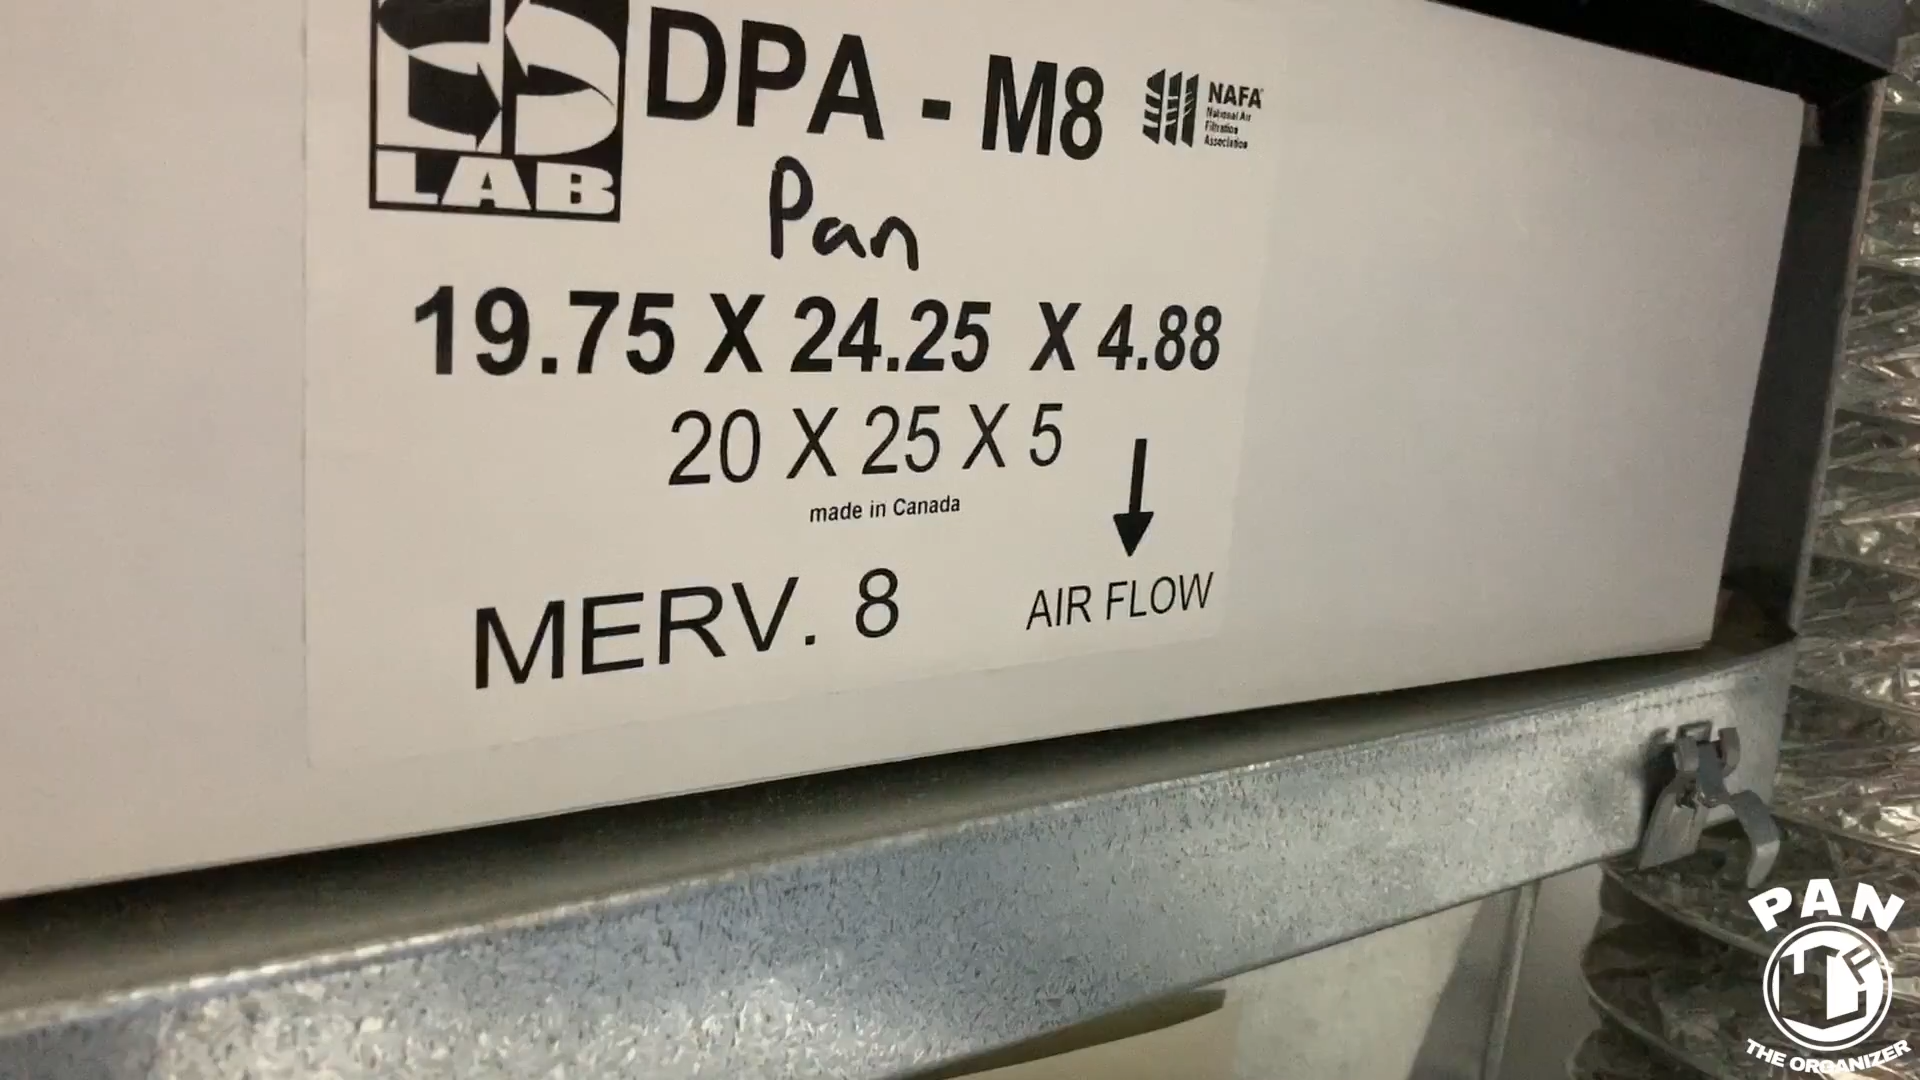 LAB
DPA - M8
NAFA
National Air
Filtration
Association
Pan
19.75 X 24.25 X 4.88
20 X 25 X 5
made in Canada
MERV. 8
AIR FLOW
PAN
THE ORGANIZER